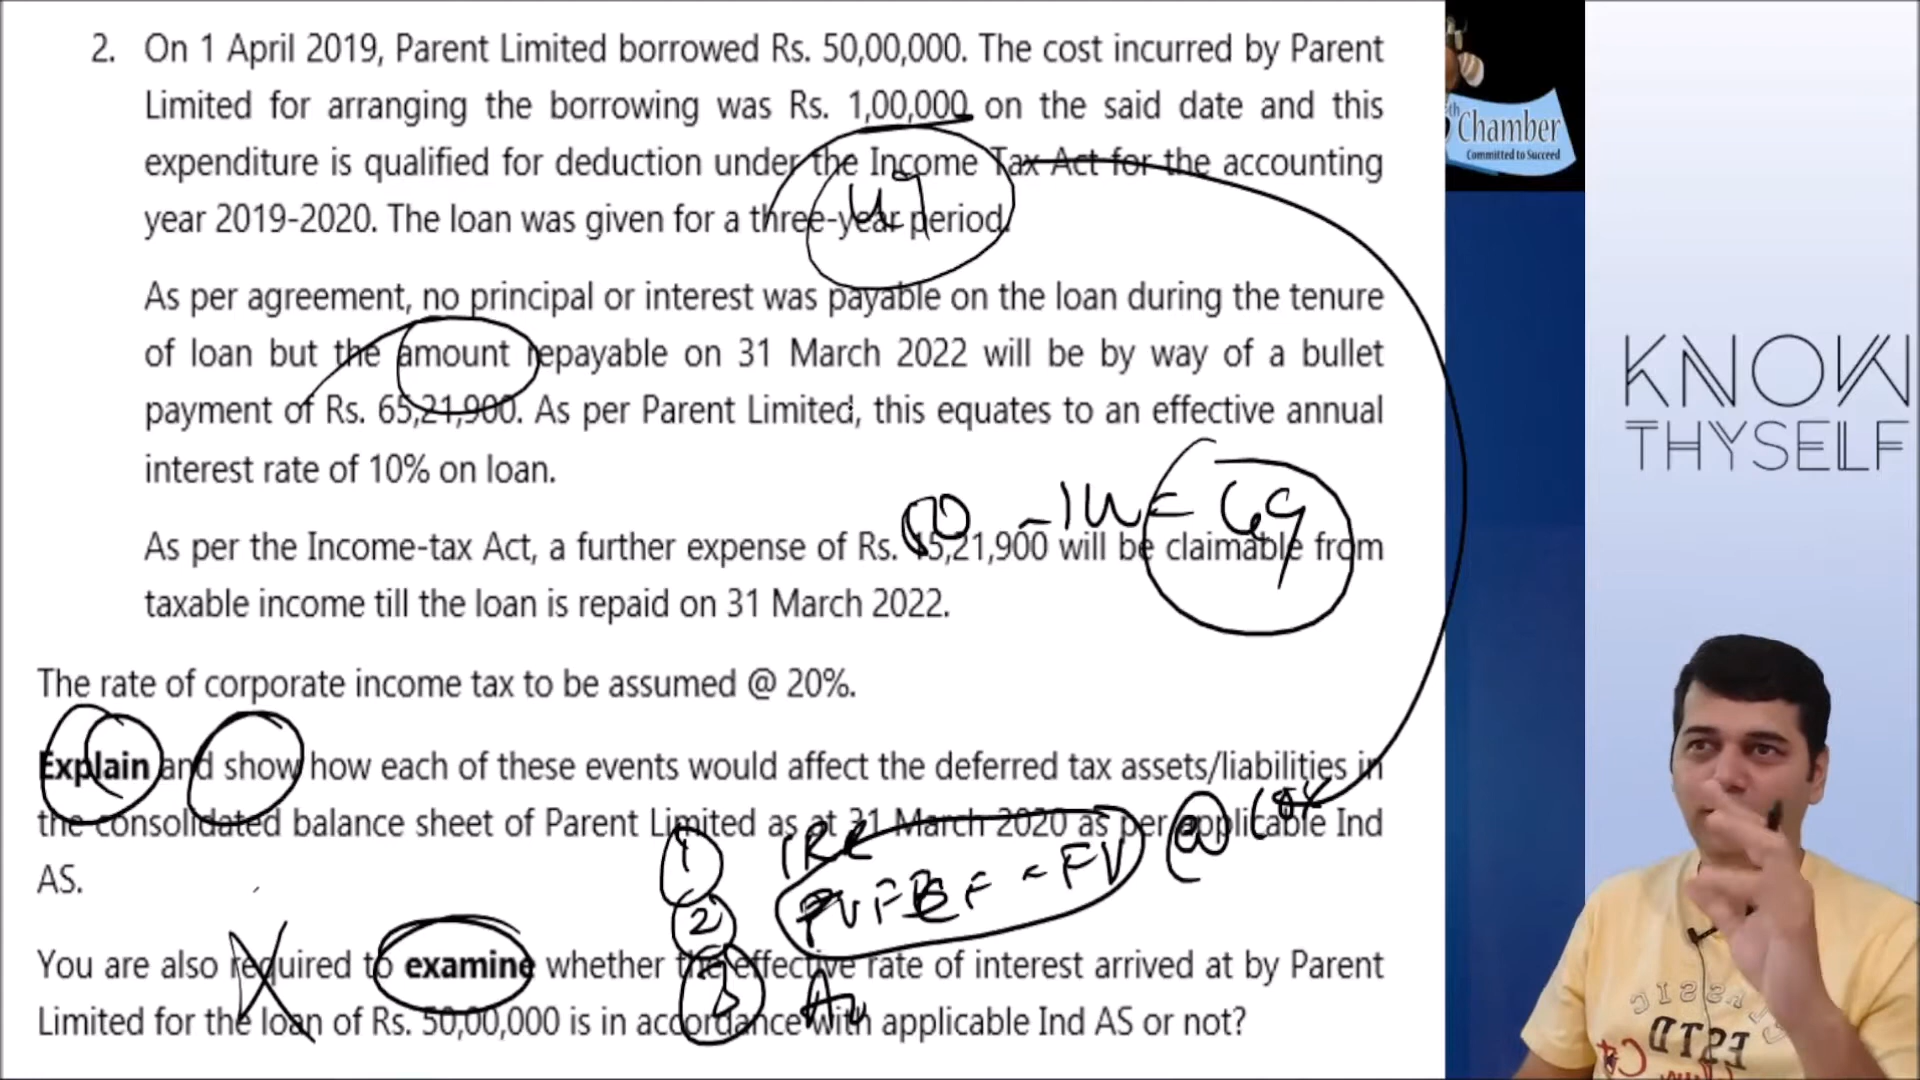 2. On 1 April 2019, Parent Limited borrowed Rs. 50,00,000. The cost incurred by Parent
Limited for arranging the borrowing was Rs. 1,00,000 on the said date and this
expenditure is qualified for deduction under the Income Tax Act for the accounting
year 2019-2020. The loan was given for a three-year period.
49
As per agreement, no principal or interest was payable on the loan during the tenure
of loan but the amount repayable on 31 March 2022 will be by way of a bullet
payment of Rs. 65,21,900. As per Parent Limited, this equates to an effective annual
interest rate of 10% on loan.
50 - 1 = 49
As per the Income-tax Act, a further expense of Rs. 15,21,900 will be claimable from
taxable income till the loan is repaid on 31 March 2022.
The rate of corporate income tax to be assumed @ 20%.
Explain and show how each of these events would affect the deferred tax assets/liabilities in
the consolidated balance sheet of Parent Limited as at 31 March 2020 as per applicable Ind
AS.
1 IRR
2 = FV @
3
You are also required to examine whether the effective rate of interest arrived at by Parent
Limited for the loan of Rs. 50,00,000 is in accordance with applicable Ind AS or not?
th
Chamber
Committed to Succeed
KNOW
THYSELF
ESTD